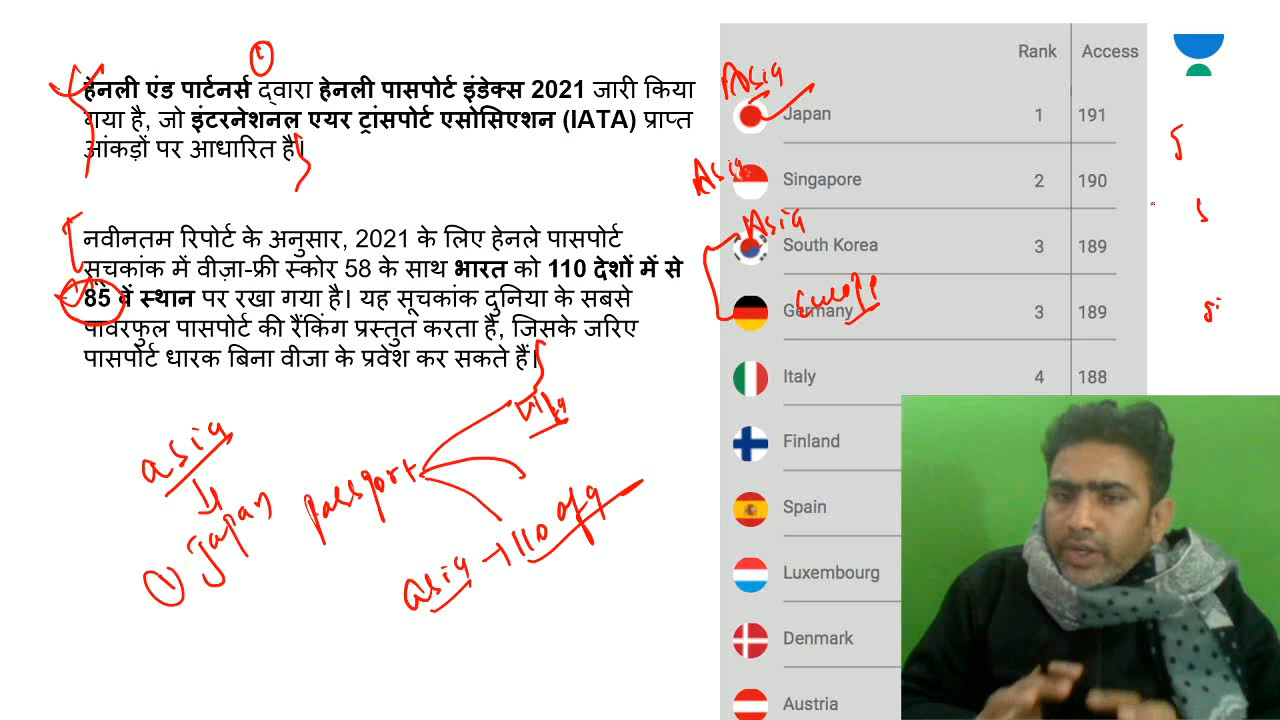 हेनली एंड पार्टनर्स द्वारा हेनली पासपोर्ट इंडेक्स 2021 जारी किया
गया है, जो इंटरनेशनल एयर ट्रांसपोर्ट एसोसिएशन (IATA) प्राप्त
आंकड़ों पर आधारित है।
नवीनतम रिपोर्ट के अनुसार, 2021 के लिए हेनले पासपोर्ट
सूचकांक में वीज़ा-फ्री स्कोर 58 के साथ भारत को 110 देशों में से
85 वें स्थान पर रखा गया है। यह सूचकांक दुनिया के सबसे
पावरफुल पासपोर्ट की रैंकिंग प्रस्तुत करता है, जिसके जरिए
पासपोर्ट धारक बिना वीजा के प्रवेश कर सकते हैं।
asia
Japan
passport
asia → 110
Rank Access
Asia
Japan 1 191
Asia
Singapore 2 190
Asia
South Korea 3 189
Europe
Germany 3 189
Italy 4 188
Finland
Spain
Luxembourg
Denmark
Austria